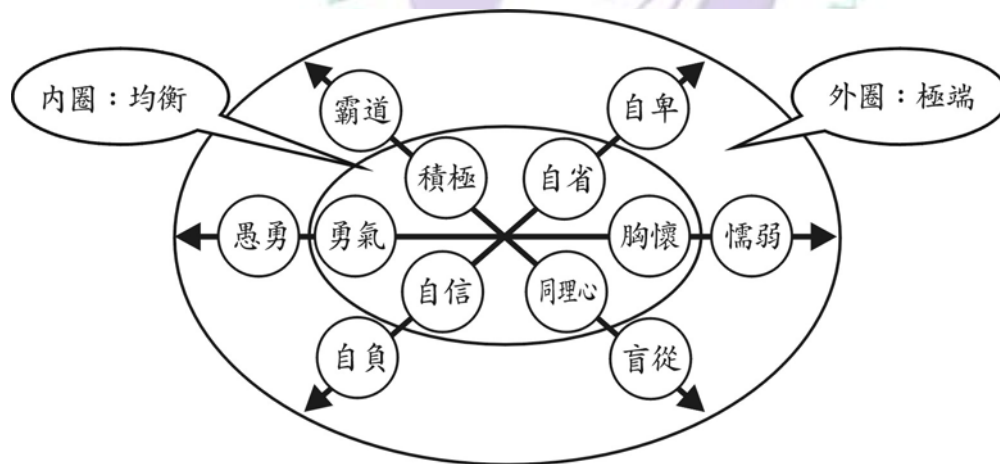 內圈：均衡
外圈：極端
霸道
自卑
積極
自省
愚勇
勇氣
胸懷
懦弱
自信
同理心
自負
盲從